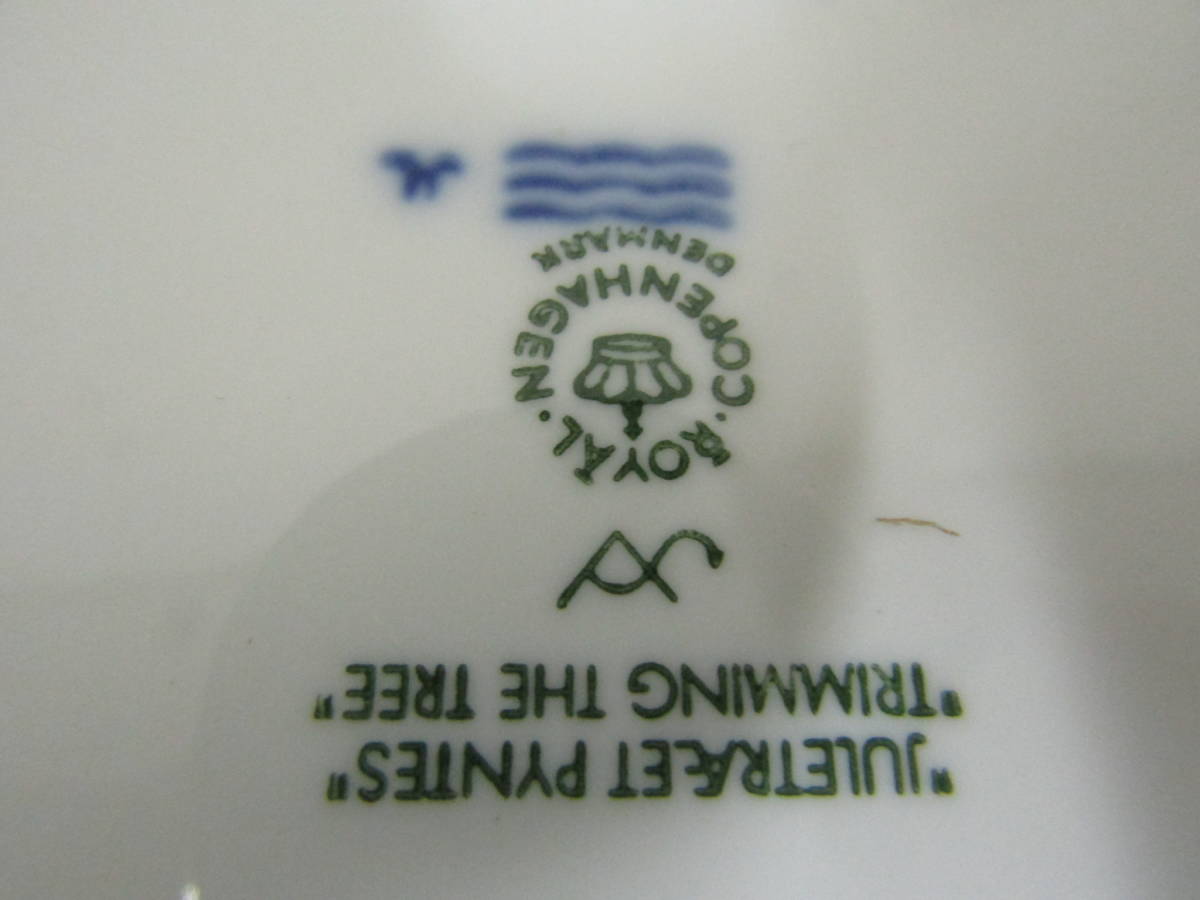 "JULETRÆET PYNTES"
"TRIMMING THE TREE"
ROYAL · COPENHAGEN ·
DENMARK